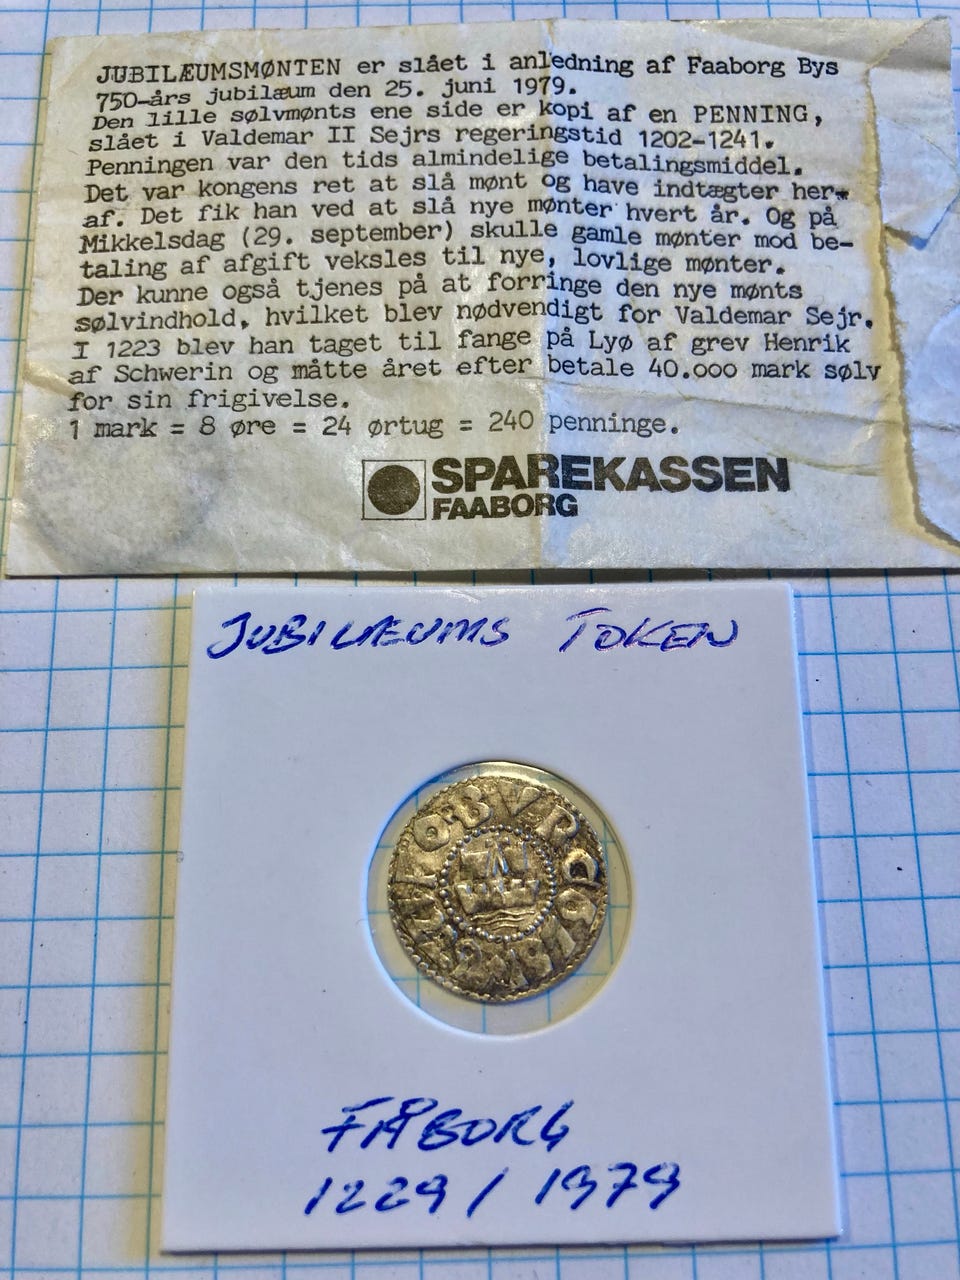 JUBILÆUMSMØNTEN er slået i anledning af Faaborg Bys
750-års jubilæum den 25. juni 1979.
Den lille sølvmønts ene side er kopi af en PENNING,
slået i Valdemar II Sejrs regeringstid 1202-1241.
Penningen var den tids almindelige betalingsmiddel.
Det var kongens ret at slå mønt og have indtægter her-
af. Det fik han ved at slå nye mønter hvert år. Og på
Mikkelsdag (29. september) skulle gamle mønter mod be-
taling af afgift veksles til nye, lovlige mønter.
Der kunne også tjenes på at forringe den nye mønts
sølvindhold, hvilket blev nødvendigt for Valdemar Sejr.
I 1223 blev han taget til fange på Lyø af grev Henrik
af Schwerin og måtte året efter betale 40.000 mark sølv
for sin frigivelse.
1 mark = 8 øre = 24 ørtug = 240 penninge.
SPAREKASSEN
FAABORG
JUBILÆUMS TOKEN
FÅBORG
1229 / 1979